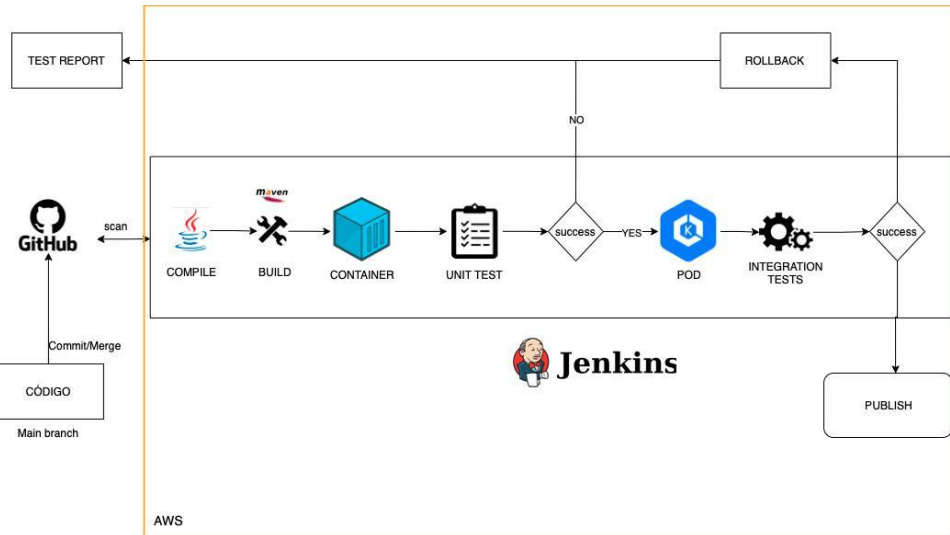 TEST REPORT
ROLLBACK
NO
maven
GitHub
scan
success
YES
success
COMPILE
BUILD
CONTAINER
UNIT TEST
POD
INTEGRATION
TESTS
K
Commit/Merge
Jenkins
CÓDIGO
PUBLISH
Main branch
AWS